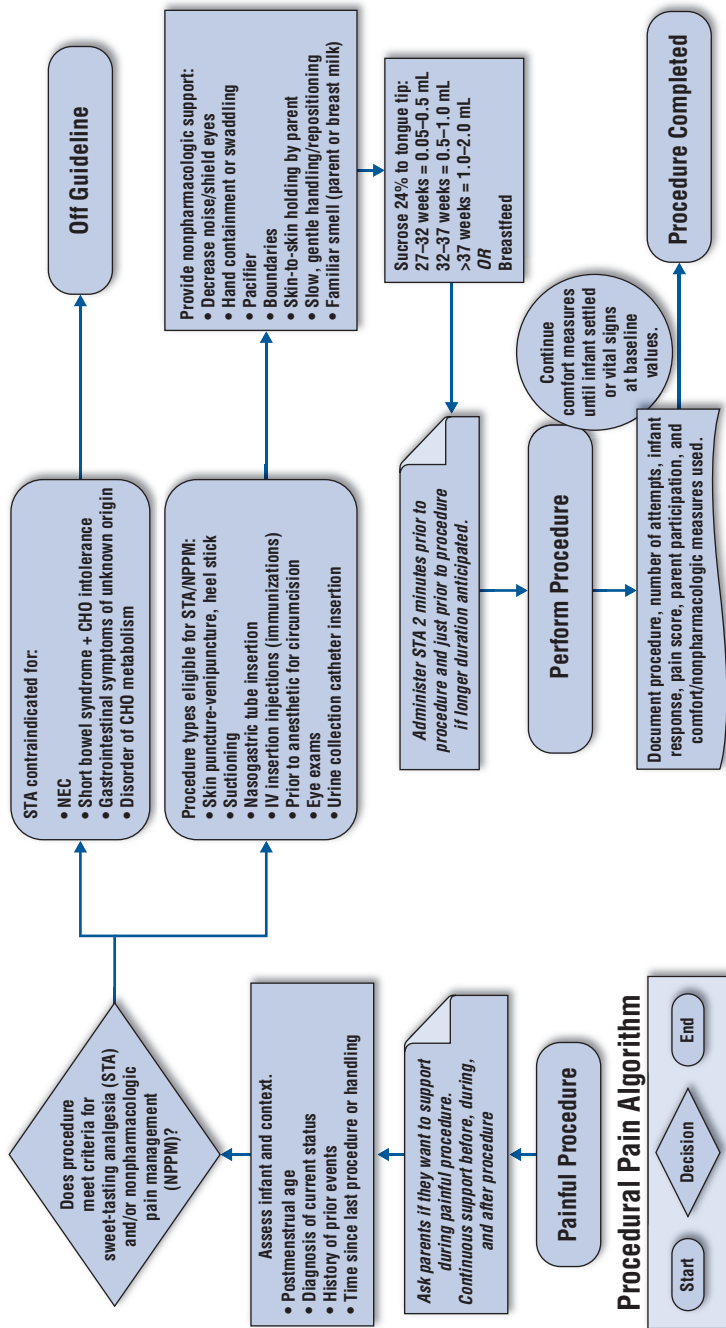 Painful Procedure
Ask parents if they want to support
during painful procedure.
Continuous support before, during,
and after procedure
Assess infant and context.
• Postmenstrual age
• Diagnosis of current status
• History of prior events
• Time since last procedure or handling
Does procedure
meet criteria for
sweet-tasting analgesia (STA)
and/or nonpharmacologic
pain management
(NPPM)?
STA contraindicated for:
• NEC
• Short bowel syndrome + CHO intolerance
• Gastrointestinal symptoms of unknown origin
• Disorder of CHO metabolism
Off Guideline
Procedure types eligible for STA/NPPM:
• Skin puncture-venipuncture, heel stick
• Suctioning
• Nasogastric tube insertion
• IV insertion injections (immunizations)
• Prior to anesthetic for circumcision
• Eye exams
• Urine collection catheter insertion
Provide nonpharmacologic support:
• Decrease noise/shield eyes
• Hand containment or swaddling
• Pacifier
• Boundaries
• Skin-to-skin holding by parent
• Slow, gentle handling/repositioning
• Familiar smell (parent or breast milk)
Sucrose 24% to tongue tip:
27–32 weeks = 0.05–0.5 mL
32–37 weeks = 0.5–1.0 mL
>37 weeks = 1.0–2.0 mL
OR
Breastfeed
Administer STA 2 minutes prior to
procedure and just prior to procedure
if longer duration anticipated.
Perform Procedure
Continue
comfort measures
until infant settled
or vital signs
at baseline
values.
Document procedure, number of attempts, infant
response, pain score, parent participation, and
comfort/nonpharmacologic measures used.
Procedure Completed
Procedural Pain Algorithm
Start
Decision
End